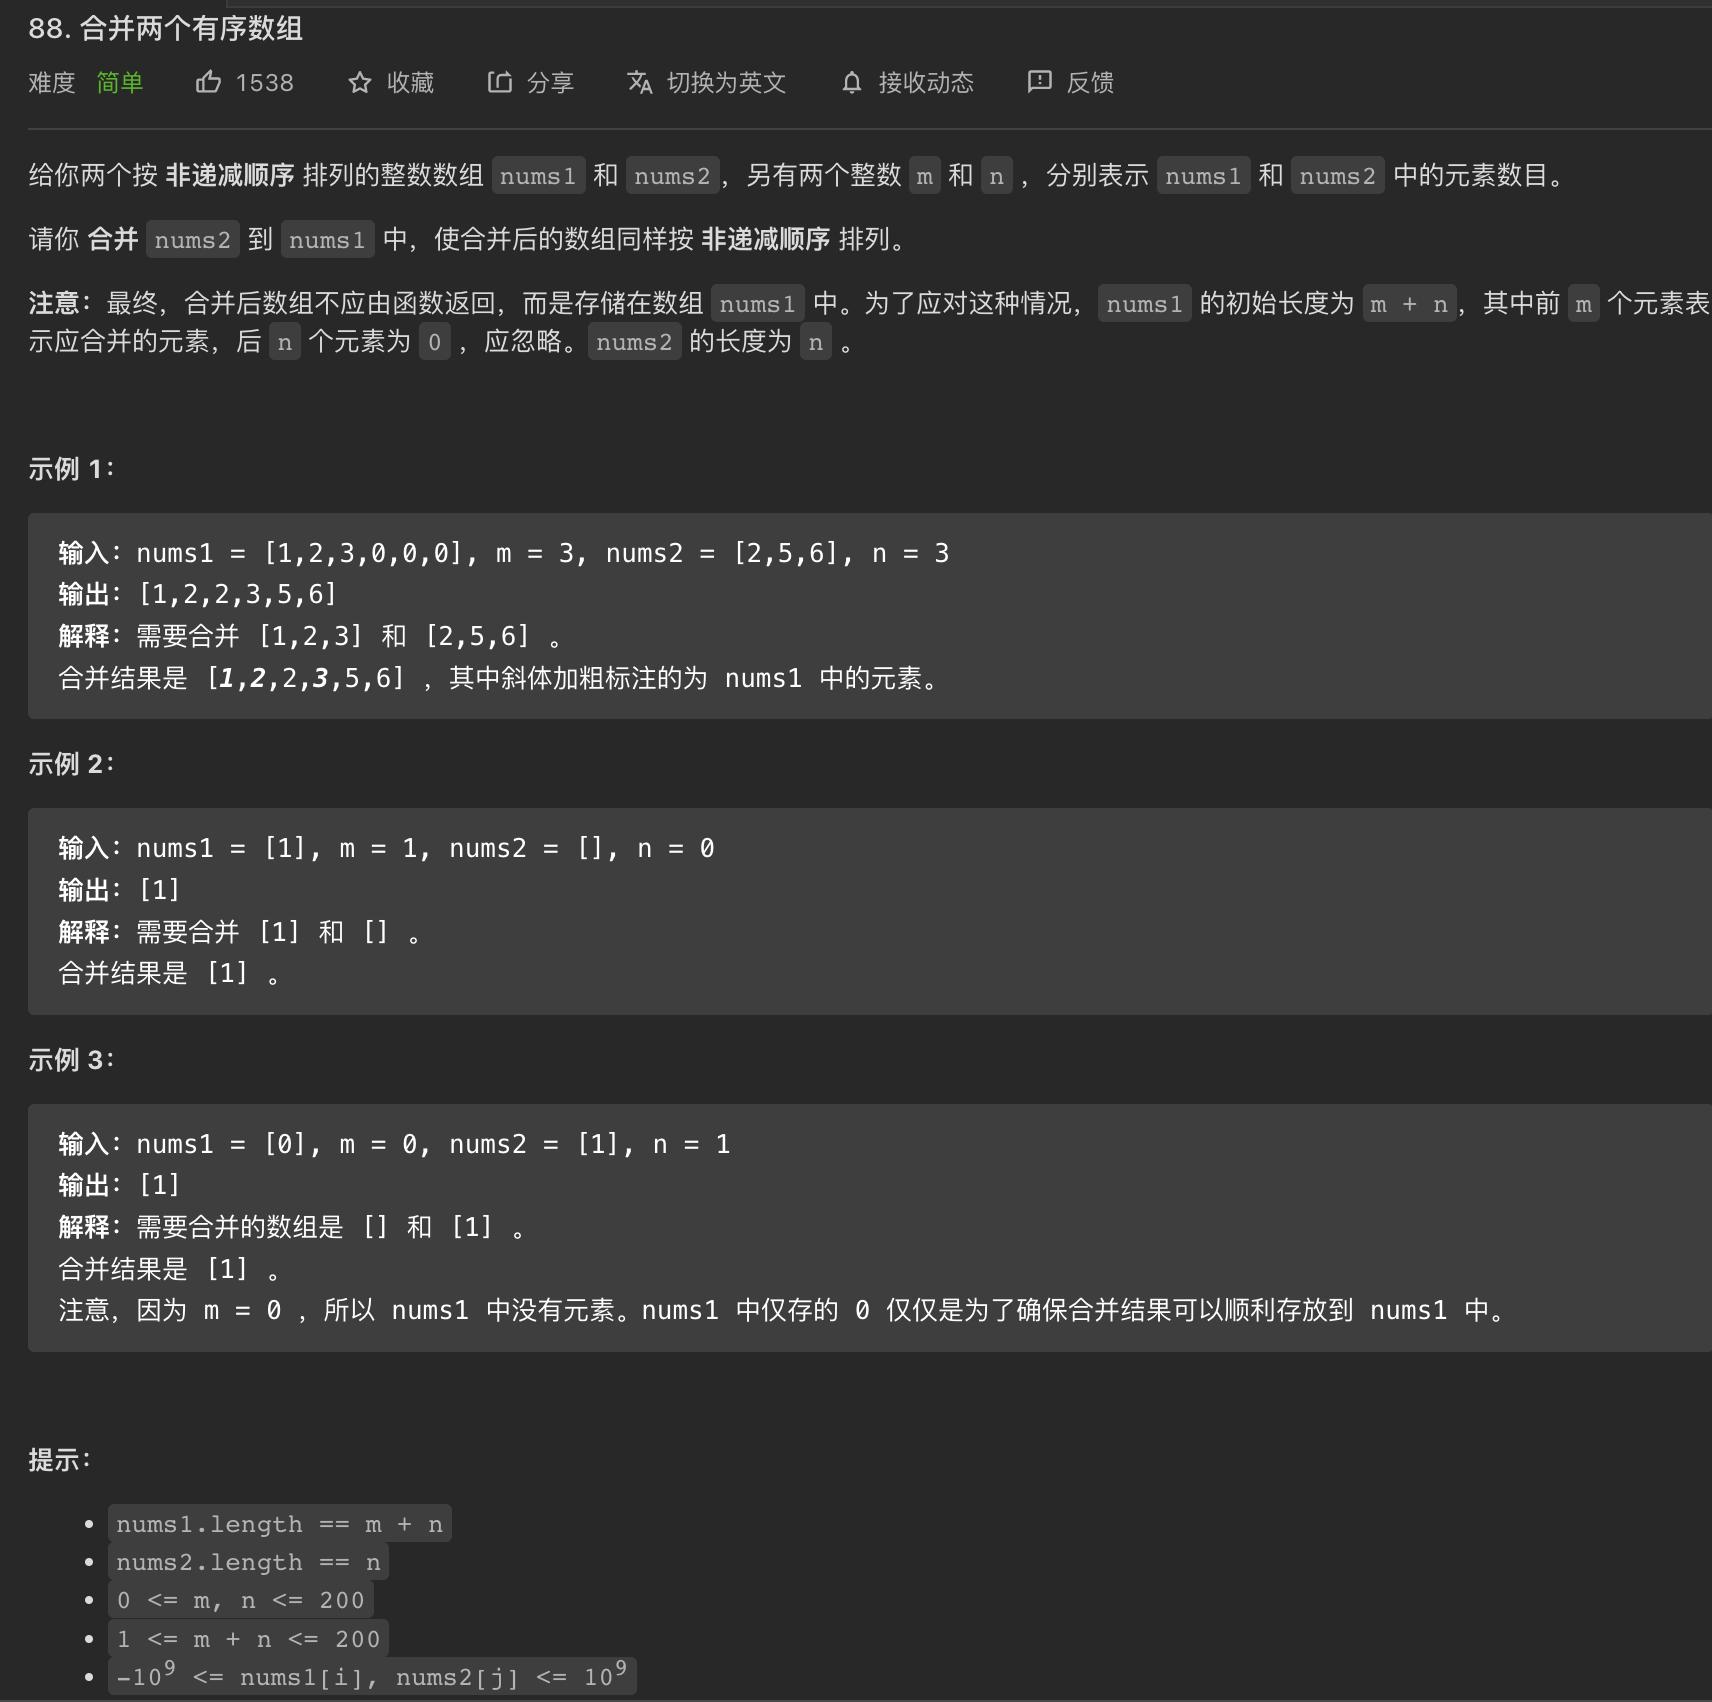 88. 合并两个有序数组
难度 简单 1538 收藏 分享 切换为英文 接收动态 反馈
给你两个按 非递减顺序 排列的整数数组 nums1 和 nums2，另有两个整数 m 和 n ，分别表示 nums1 和 nums2 中的元素数目。
请你 合并 nums2 到 nums1 中，使合并后的数组同样按 非递减顺序 排列。
注意：最终，合并后数组不应由函数返回，而是存储在数组 nums1 中。为了应对这种情况，nums1 的初始长度为 m + n，其中前 m 个元素表
示应合并的元素，后 n 个元素为 0 ，应忽略。nums2 的长度为 n 。
示例 1：
输入：nums1 = [1,2,3,0,0,0], m = 3, nums2 = [2,5,6], n = 3
输出：[1,2,2,3,5,6]
解释：需要合并 [1,2,3] 和 [2,5,6] 。
合并结果是 [1,2,2,3,5,6] ，其中斜体加粗标注的为 nums1 中的元素。
示例 2：
输入：nums1 = [1], m = 1, nums2 = [], n = 0
输出：[1]
解释：需要合并 [1] 和 [] 。
合并结果是 [1] 。
示例 3：
输入：nums1 = [0], m = 0, nums2 = [1], n = 1
输出：[1]
解释：需要合并的数组是 [] 和 [1] 。
合并结果是 [1] 。
注意，因为 m = 0 ，所以 nums1 中没有元素。nums1 中仅存的 0 仅仅是为了确保合并结果可以顺利存放到 nums1 中。
提示：
• nums1.length == m + n
• nums2.length == n
• 0 <= m, n <= 200
• 1 <= m + n <= 200
• -10⁹ <= nums1[i], nums2[j] <= 10⁹